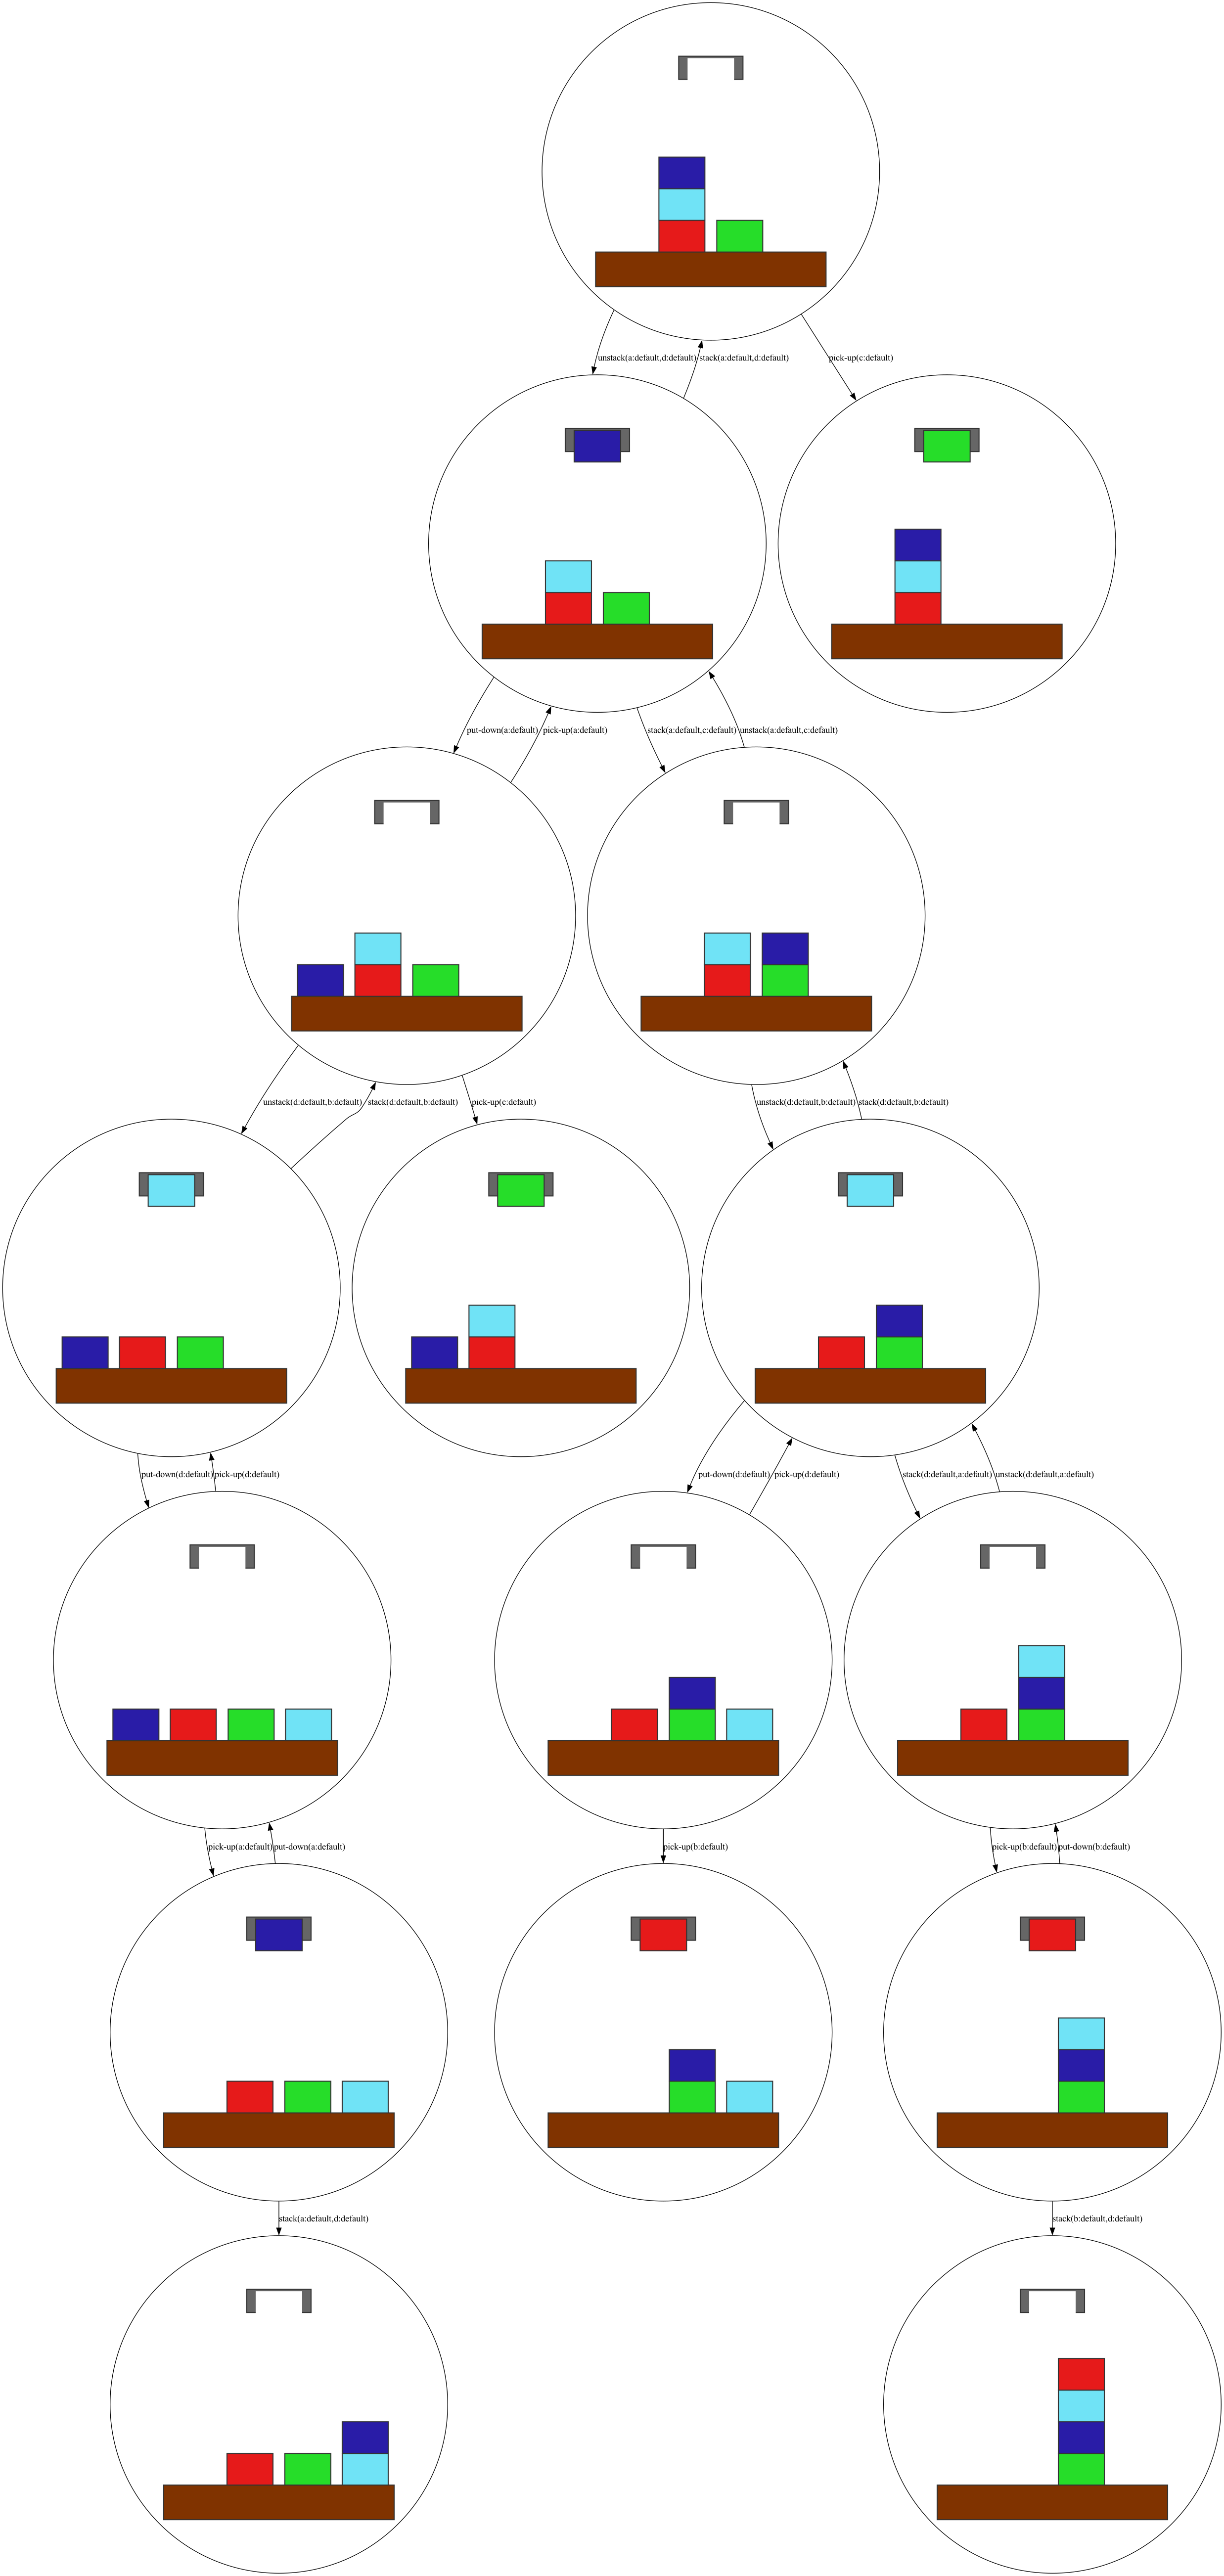 unstack(a:default,d:default)
stack(a:default,d:default)
pick-up(c:default)
put-down(a:default)
pick-up(a:default)
stack(a:default,c:default)
unstack(a:default,c:default)
unstack(d:default,b:default)
stack(d:default,b:default)
pick-up(c:default)
unstack(d:default,b:default)
stack(d:default,b:default)
put-down(d:default)
pick-up(d:default)
put-down(d:default)
pick-up(d:default)
stack(d:default,a:default)
unstack(d:default,a:default)
pick-up(a:default)
put-down(a:default)
pick-up(b:default)
pick-up(b:default)
put-down(b:default)
stack(a:default,d:default)
stack(b:default,d:default)